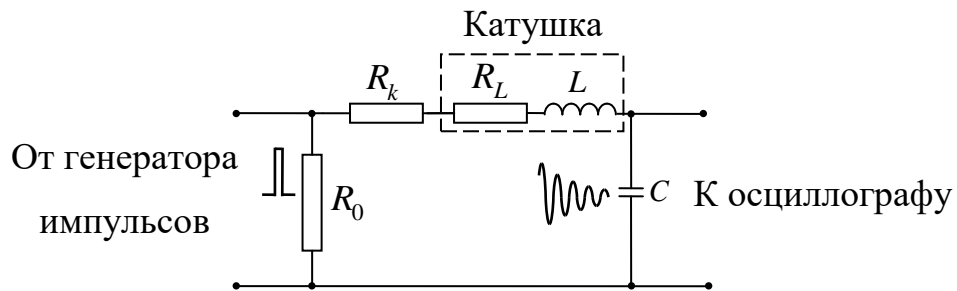 Катушка
R_k
R_L
L
От генератора
импульсов
R_0
C
К осциллографу